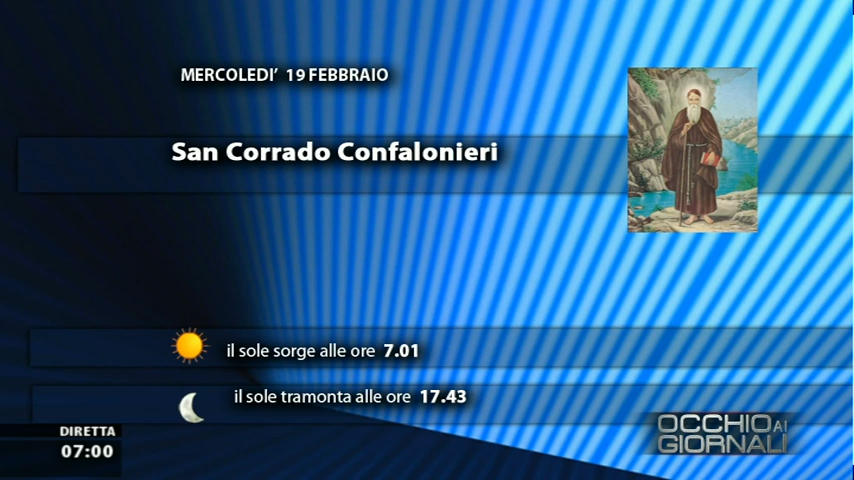 MERCOLEDI' 19 FEBBRAIO
San Corrado Confalonieri
il sole sorge alle ore 7.01
il sole tramonta alle ore 17.43
DIRETTA
07:00
OCCHIO AI
GIORNALI